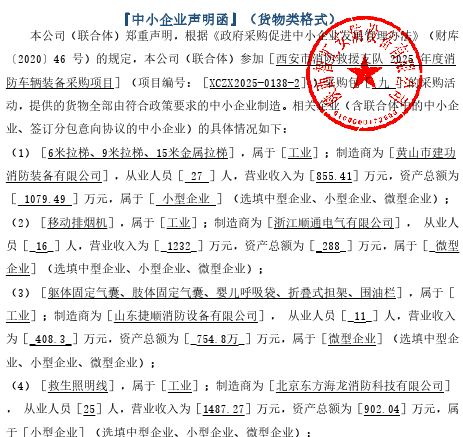 『中小企业声明函』（货物类格式）
本公司（联合体）郑重声明，根据《政府采购促进中小企业发展管理办法》（财库
〔2020〕46 号）的规定，本公司（联合体）参加［西安市消防救援支队 2025 年度消
防车辆装备采购项目］（项目编号：［XCZX2025-0138-2］）采购包［九］的采购活
动，提供的货物全部由符合政策要求的中小企业制造。相关企业（含联合体中的中小企
业、签订分包意向协议的中小企业）的具体情况如下：
（1）［6米拉梯、9米拉梯、15米金属拉梯］，属于［工业］；制造商为［黄山市建功
消防装备有限公司］，从业人员［ 27 ］人，营业收入为［855.41］万元，资产总额为
［ 1079.49 ］万元，属于［ 小型企业 ］（选填中型企业、小型企业、微型企业）；
（2）［移动排烟机］，属于［工业］；制造商为［浙江顺通电气有限公司］， 从业人
员［ 16 ］人，营业收入为［ 1232 ］万元，资产总额为［ 288 ］万元，属于［ 微型
企业］（选填中型企业、小型企业、微型企业）；
（3）［躯体固定气囊、肢体固定气囊、婴儿呼吸袋、折叠式担架、围油栏］，属于［
工业］；制造商为［山东捷顺消防设备有限公司］， 从业人员［ 11 ］人，营业收入为
［ 408.3 ］万元，资产总额为［ 754.8万 ］万元，属于［微型企业］（选填中型企
业、小型企业、微型企业）；
（4）［救生照明线］，属于［工业］；制造商为［北京东方海龙消防科技有限公司］
， 从业人员［25］人，营业收入为［1487.27］万元，资产总额为［902.04］万元，属
于［小型企业］（选填中型企业、小型企业、微型企业）；